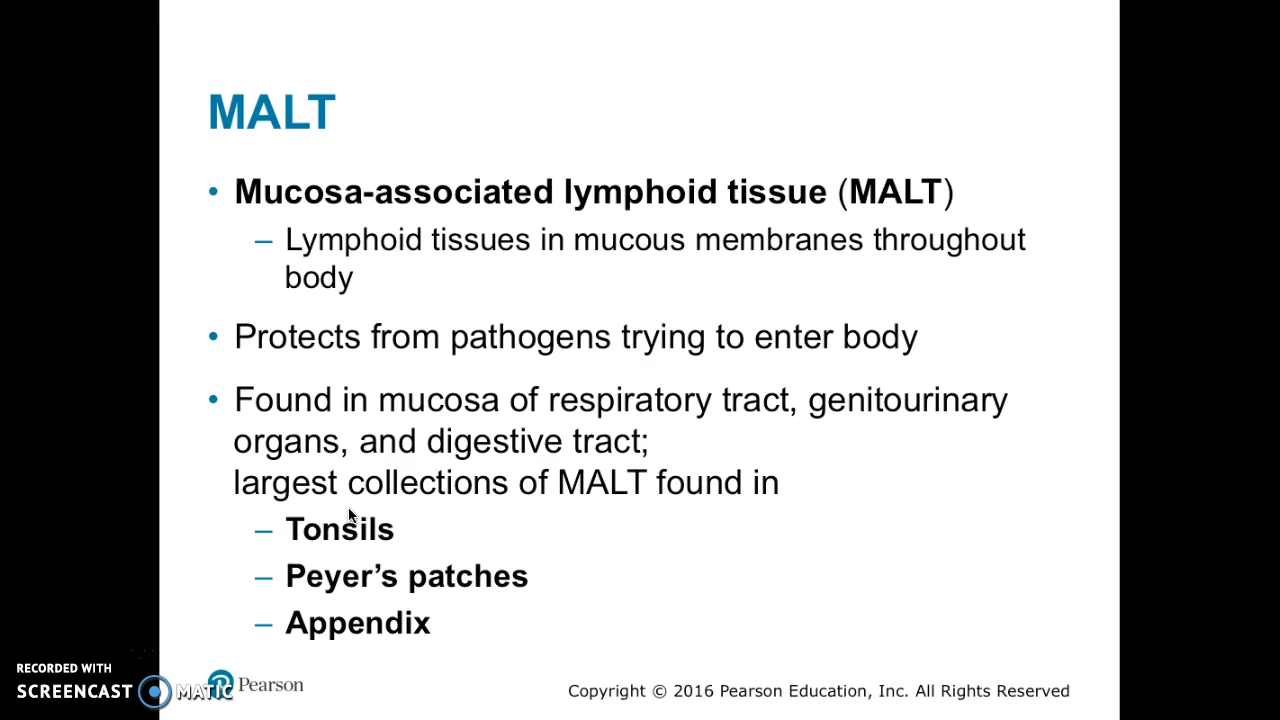 MALT
• Mucosa-associated lymphoid tissue (MALT)
– Lymphoid tissues in mucous membranes throughout
body
• Protects from pathogens trying to enter body
• Found in mucosa of respiratory tract, genitourinary
organs, and digestive tract;
largest collections of MALT found in
– Tonsils
– Peyer’s patches
– Appendix
RECORDED WITH
SCREENCAST MATIC
Pearson
Copyright © 2016 Pearson Education, Inc. All Rights Reserved